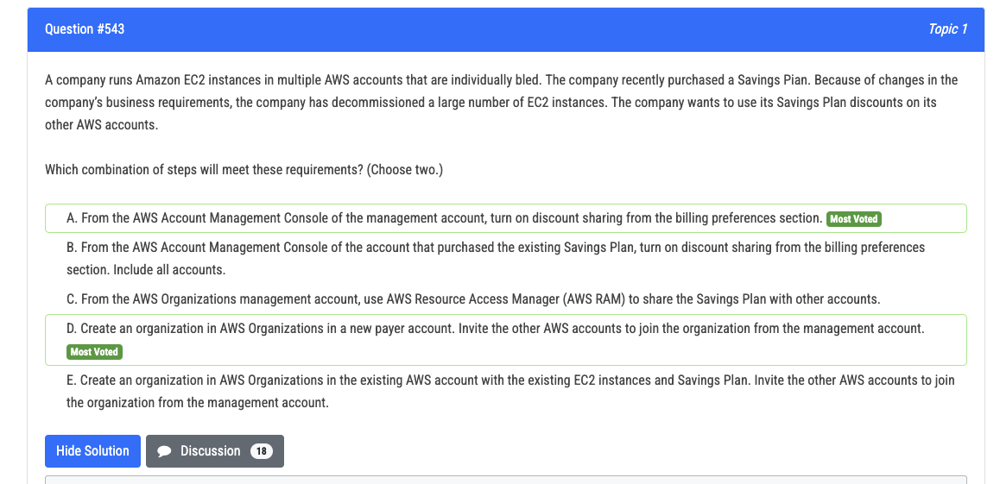 Question #543
Topic 1
A company runs Amazon EC2 instances in multiple AWS accounts that are individually bled. The company recently purchased a Savings Pian. Because of changes in the
company's business requirements, the company has decommissioned a large number of EC2 instances. The company wants to use its Savings Plan discounts on its
other AWS accounts.
Which combination of steps will meet these requirements? (Choose two.)
A. From the AWS Account Management Console of the management account, turn on discount sharing from the billing preferences section. Most Voted
B. From the AWS Account Management Console of the account that purchased the existing Savings Plan, turn on discount sharing from the billing preferences
section. Include all accounts.
C. From the AWS Organizations management account, use AWS Resource Access Manager (AWS RAM) to share the Savings Plan with other accounts.
D. Create an organization in AWS Organizations in a new payer account. Invite the other AWS accounts to join the organization from the management account.
Most Voted
E. Create an organization in AWS Organizations in the existing AWS account with the existing EC2 instances and Savings Plan. Invite the other AWS accounts to join
the organization from the management account.
Hide Solution
Discussion 18